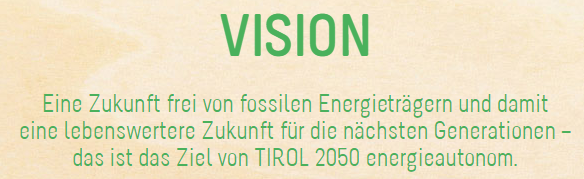 VISION
Eine Zukunft frei von fossilen Energieträgern und damit
eine lebenswertere Zukunft für die nächsten Generationen –
das ist das Ziel von TIROL 2050 energieautonom.